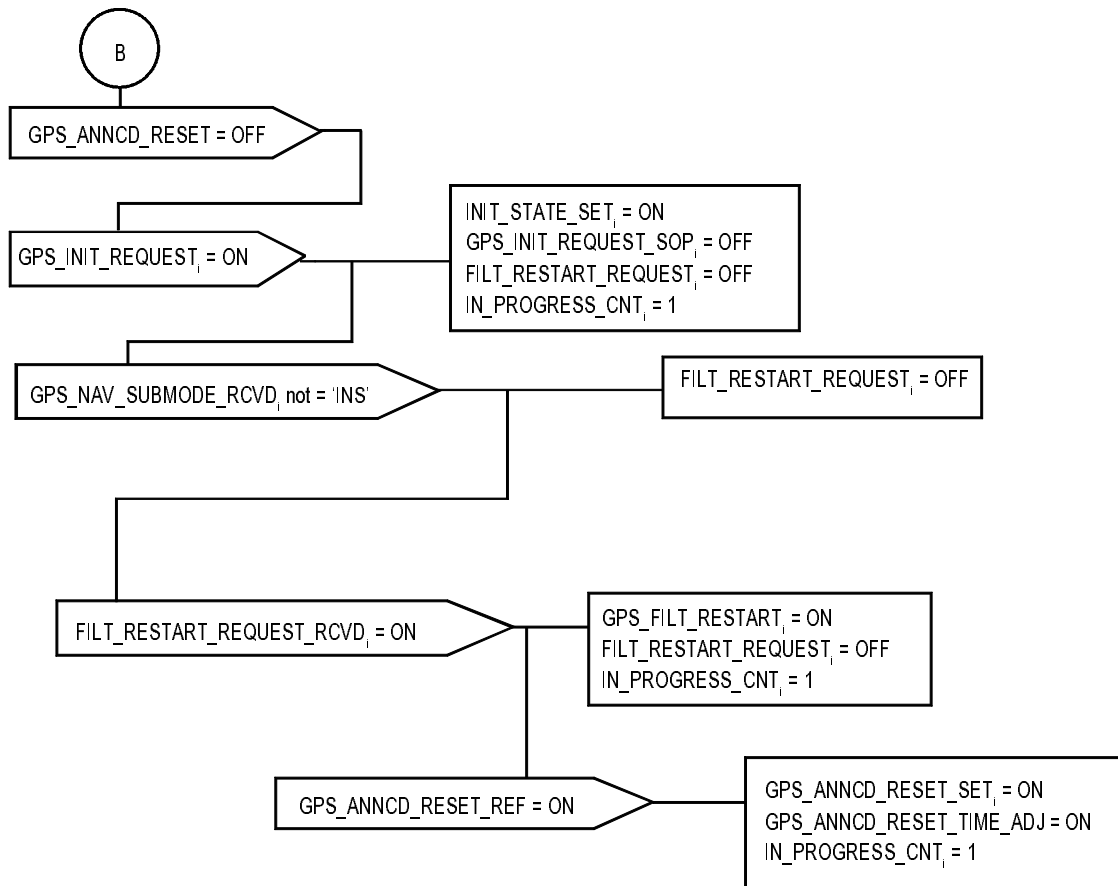 B
GPS_ANNCD_RESET = OFF
GPS_INIT_REQUESTᵢ = ON
INIT_STATE_SETᵢ = ON
GPS_INIT_REQUEST_SOPᵢ = OFF
FILT_RESTART_REQUESTᵢ = OFF
IN_PROGRESS_CNTᵢ = 1
GPS_NAV_SUBMODE_RCVDᵢ not = ‘INS’
FILT_RESTART_REQUESTᵢ = OFF
FILT_RESTART_REQUEST_RCVDᵢ = ON
GPS_FILT_RESTARTᵢ = ON
FILT_RESTART_REQUESTᵢ = OFF
IN_PROGRESS_CNTᵢ = 1
GPS_ANNCD_RESET_REF = ON
GPS_ANNCD_RESET_SETᵢ = ON
GPS_ANNCD_RESET_TIME_ADJ = ON
IN_PROGRESS_CNTᵢ = 1